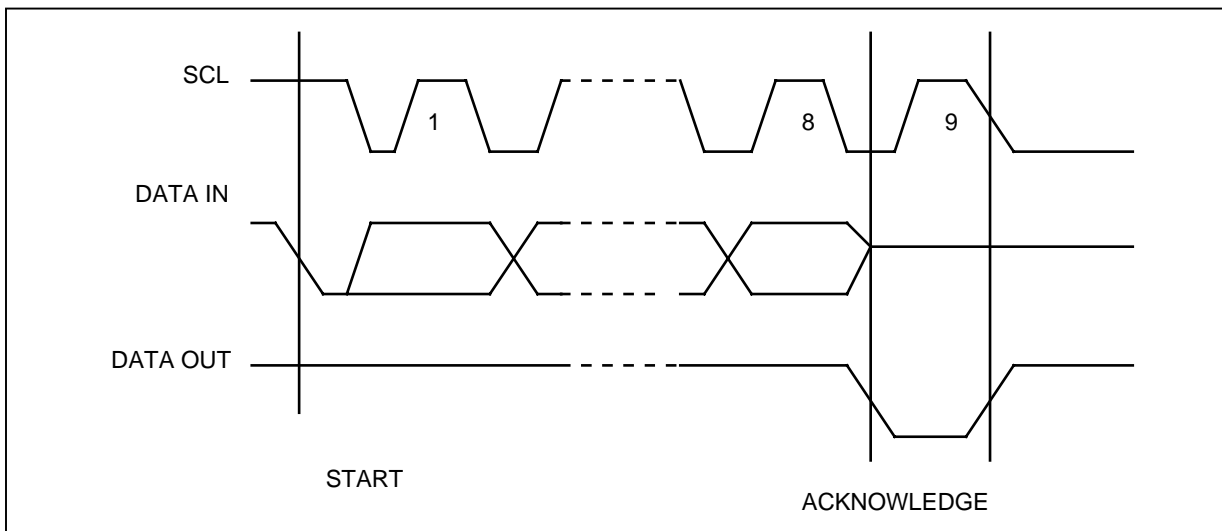 SCL
1
8
9
DATA IN
DATA OUT
START
ACKNOWLEDGE